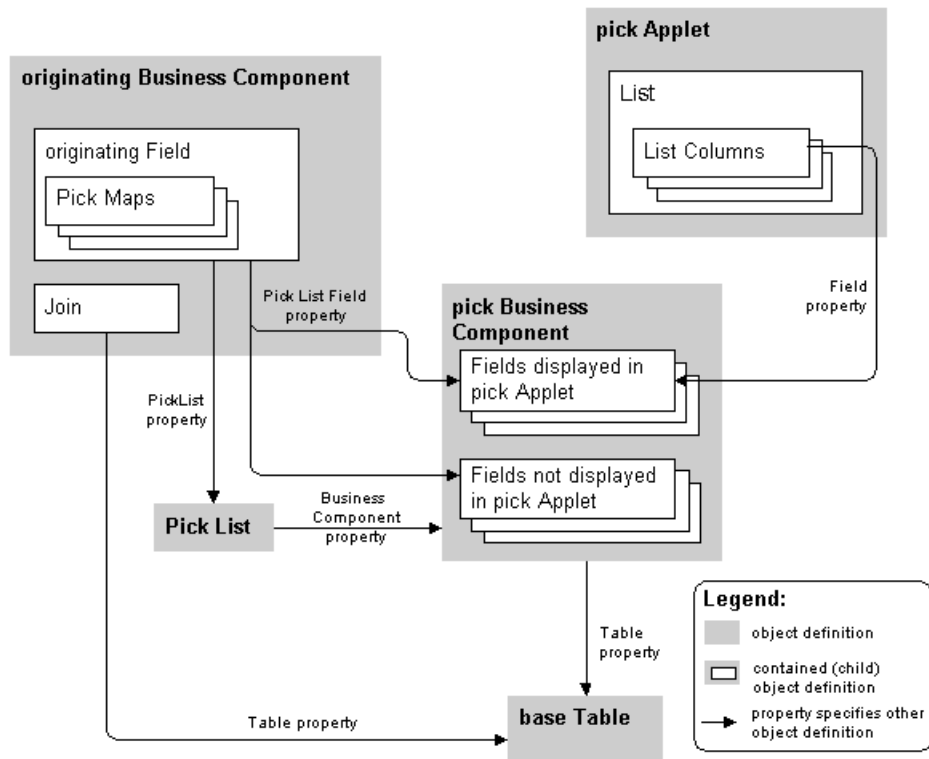 pick Applet
originating Business Component
List
List Columns
originating Field
Pick Maps
Join
Pick List Field
property
Field
property
pick Business
Component
Fields displayed in
pick Applet
PickList
property
Fields not displayed
in pick Applet
Pick List
Business
Component
property
Legend:
object definition
contained (child)
object definition
property specifies other
object definition
Table
property
Table property
base Table